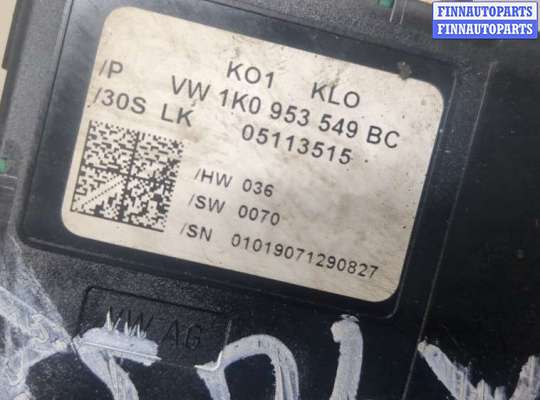 FINNAUTOPARTS
FINNAUTOPARTS
KO1 KLO
/P VW 1K0 953 549 BC
/30S LK 05113515
/HW 036
/SW 0070
/SN 01019071290827
VW AG